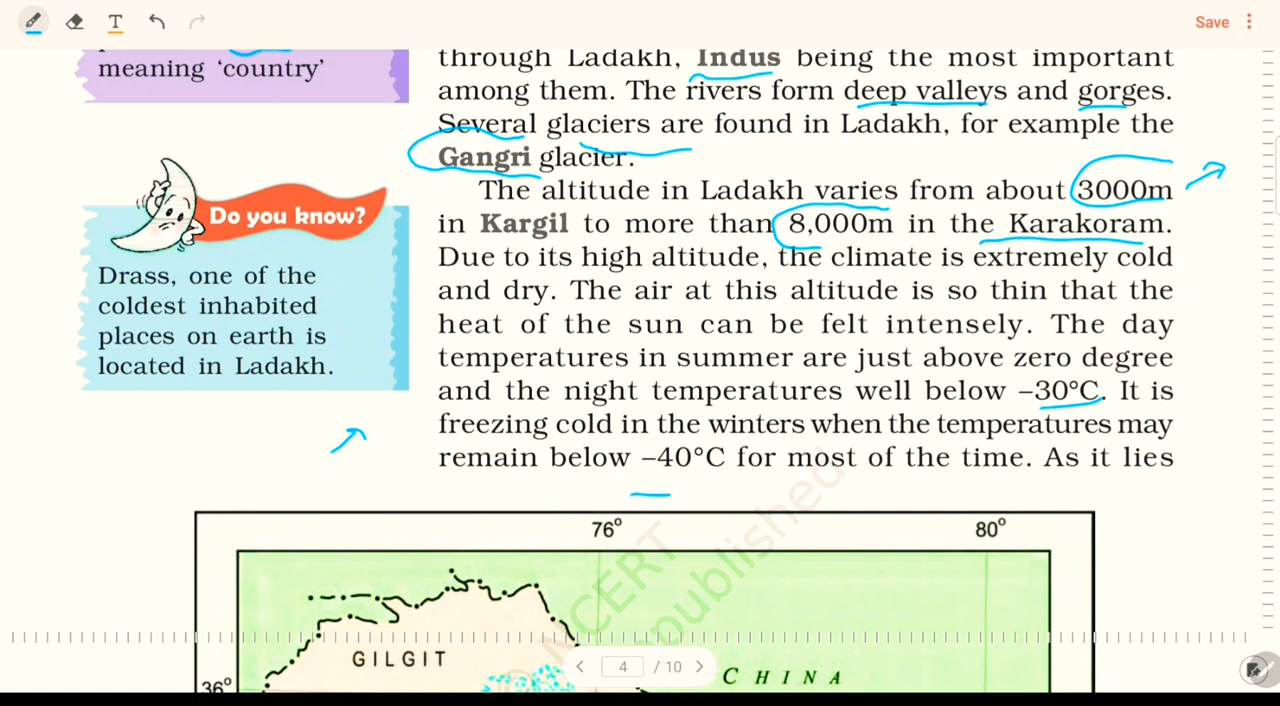 Save
meaning ‘country’
through Ladakh, Indus being the most important
among them. The rivers form deep valleys and gorges.
Several glaciers are found in Ladakh, for example the
Gangri glacier.
The altitude in Ladakh varies from about 3000m
in Kargil to more than 8,000m in the Karakoram.
Due to its high altitude, the climate is extremely cold
and dry. The air at this altitude is so thin that the
heat of the sun can be felt intensely. The day
temperatures in summer are just above zero degree
and the night temperatures well below –30°C. It is
freezing cold in the winters when the temperatures may
remain below –40°C for most of the time. As it lies
Do you know?
Drass, one of the
coldest inhabited
places on earth is
located in Ladakh.
76° 80°
GILGIT
CHINA
36°
NCERT
published
4 / 10